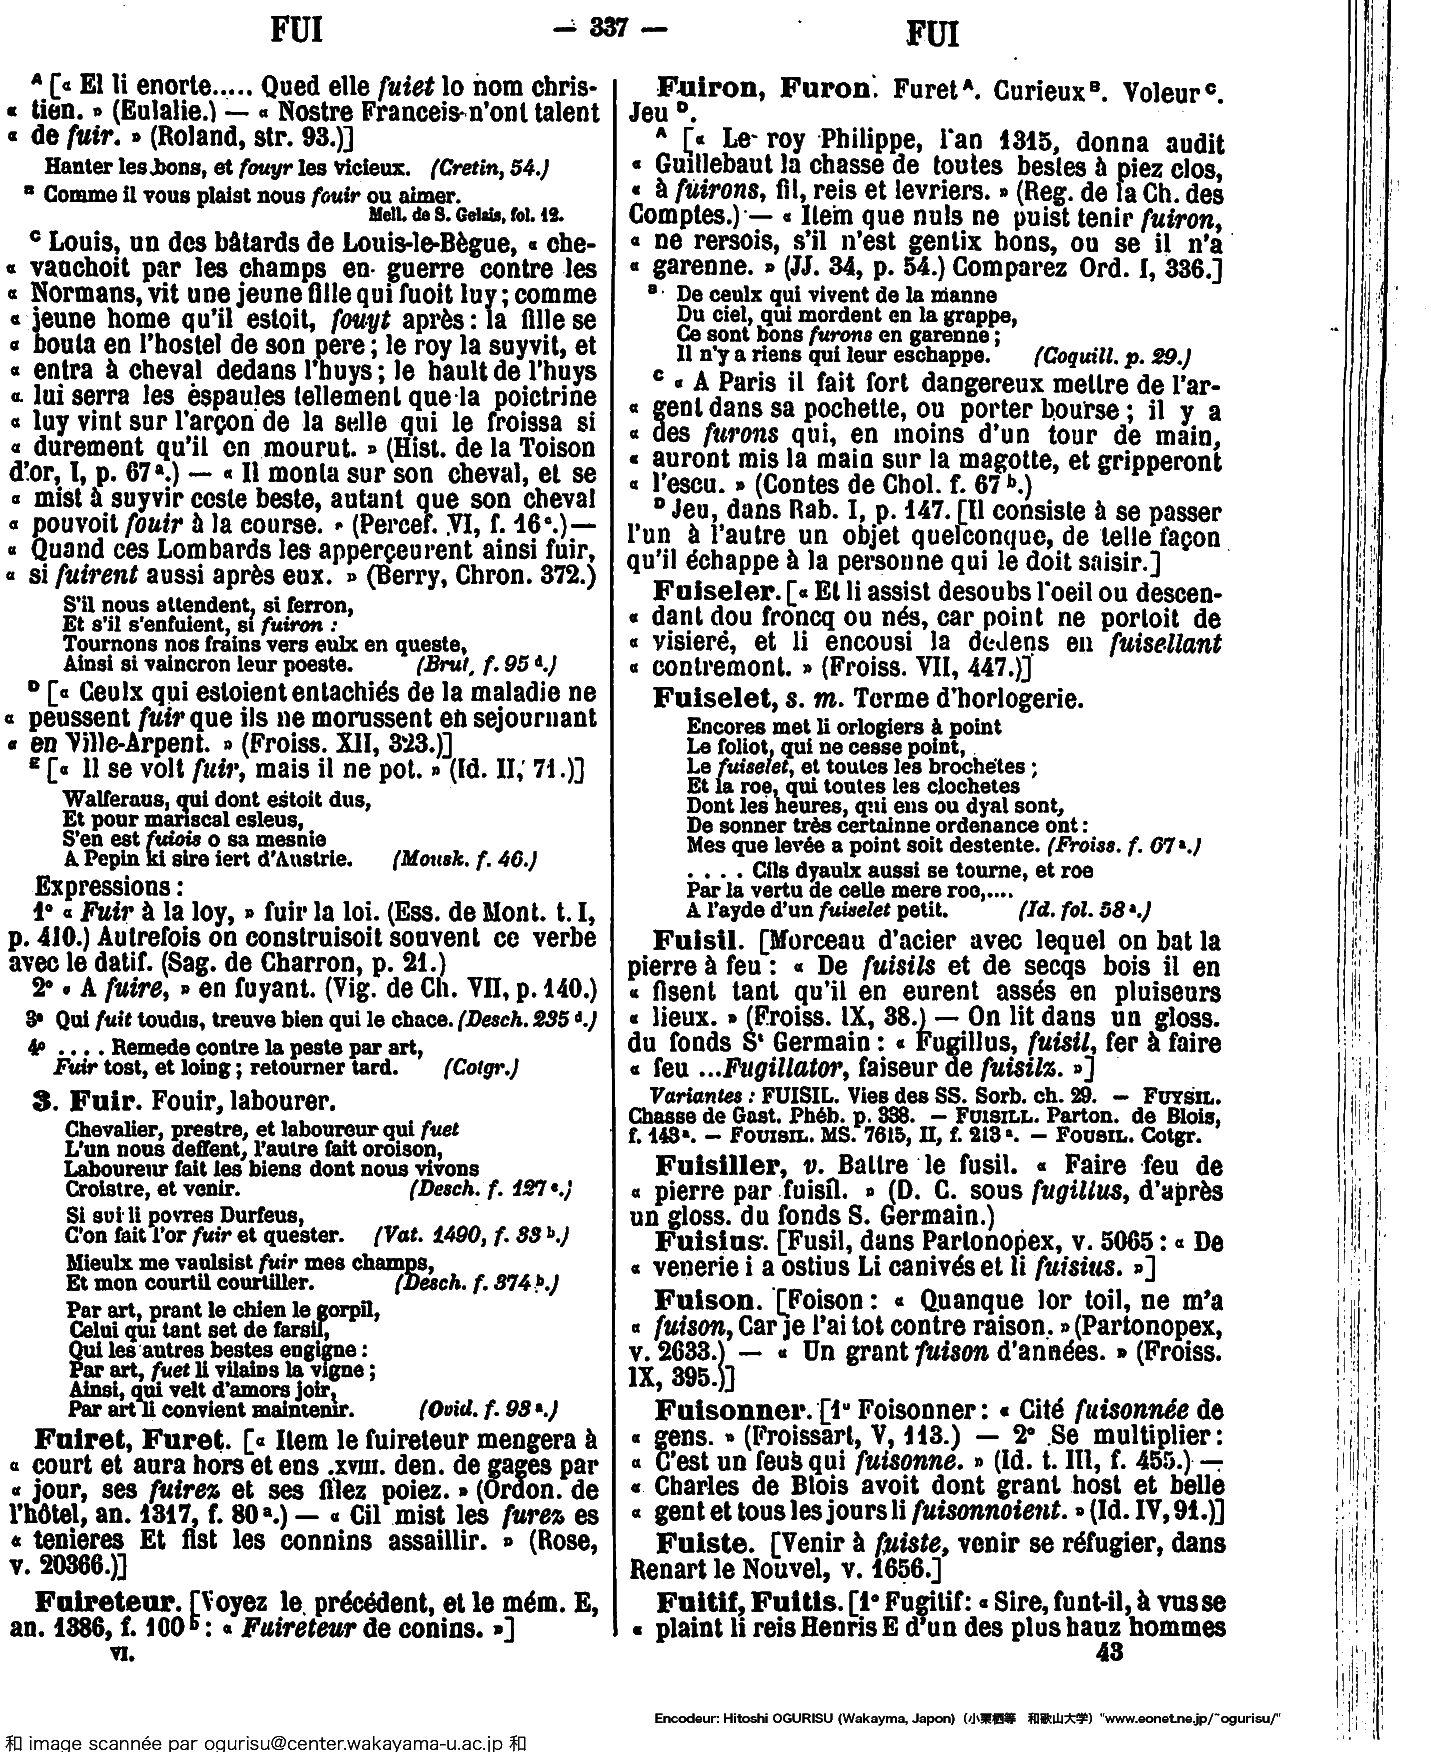 FUI — 337 — FUI
A [« El li enorte..... Qued elle fuiet lo nom chris-
« tien. » (Eulalie.) — « Nostre Franceis n'ont talent
« de fuir. » (Roland, str. 93.)]
Hanter les bons, et fouyr les vicieux. (Cretin, 54.)
B Comme il vous plaist nous fouir ou aimer.
Mell. de S. Gelais, fol. 12.
C Louis, un des bâtards de Louis-le-Bègue, « che-
« vauchoit par les champs en guerre contre les
« Normans, vit une jeune fille qui fuoit luy ; comme
« jeune home qu'il estoit, fouyt après : la fille se
« bouta en l'hostel de son pere ; le roy la suyvit, et
« entra à cheval dedans l'huys ; le hault de l'huys
« lui serra les espaules tellement que la poictrine
« luy vint sur l'arçon de la selle qui le froissa si
« durement qu'il en mourut. » (Hist. de la Toison
d'or, I, p. 67 a.) — « Il monta sur son cheval, et se
« mist à suyvir ceste beste, autant que son cheval
« pouvoit fouir à la course. » (Percef. VI, f. 16 c.) —
« Quand ces Lombards les apperçeurent ainsi fuir,
« si fuirent aussi après eux. » (Berry, Chron. 372.)
S'il nous attendent, si ferron,
Et s'il s'enfuient, si fuiron :
Tournons nos frains vers eulx en queste,
Ainsi si vaincron leur poeste. (Brut, f. 95 d.)
D [« Ceulx qui estoient entachiés de la maladie ne
« peussent fuir que ils ne morussent en sejournant
« en Ville-Arpent. » (Froiss. XII, 323.)]
E [« Il se volt fuir, mais il ne pot. » (Id. II, 71.)]
Walferaus, qui dont estoit dus,
Et pour mariscal esleus,
S'en est fuiois o sa mesnie
A Pepin ki sire iert d'Austrie. (Mousk. f. 46.)
Expressions :
1° « Fuir à la loy, » fuir la loi. (Ess. de Mont. t. I,
p. 410.) Autrefois on construisoit souvent ce verbe
avec le datif. (Sag. de Charron, p. 21.)
2° « A fuire, » en fuyant. (Vig. de Ch. VII, p. 140.)
3° Qui fuit toudis, treuve bien qui le chace. (Desch. 235 d.)
4° .... Remede contre la peste par art,
Fuir tost, et loing ; retourner tard. (Cotgr.)
3. Fuir. Fouir, labourer.
Chevalier, prestre, et laboureur qui fuet
L'un nous deffent, l'autre fait oroison,
Laboureur fait les biens dont nous vivons
Croistre, et venir. (Desch. f. 127 c.)
Si sui li povres Durfeus,
C'on fait l'or fuir et quester. (Vat. 1490, f. 33 b.)
Mieulx me vaulsist fuir mes champs,
Et mon courtil courtiller. (Desch. f. 374 b.)
Par art, prant le chien le gorpil,
Celui qui tant set de farsil,
Qui les autres bestes engigne :
Par art, fuet li vilains la vigne ;
Ainsi, qui velt d'amors joir,
Par art li convient maintenir. (Ovid. f. 93 a.)
Fuiret, Furet. [« Item le fuireteur mengera à
« court et aura hors et ens .xviii. den. de gages par
« jour, ses fuirez et ses filez poiez. » (Ordon. de
l'hôtel, an. 1317, f. 80 a.) — « Cil mist les furez es
« tenieres Et fist les connins assaillir. » (Rose,
v. 20366.)]
Fuireteur. [Voyez le précédent, et le mém. E,
an. 1386, f. 100 b : « Fuireteur de conins. »]
VI.
Fuiron, Furon. Furet A. Curieux B. Voleur C.
Jeu D.
A [« Le roy Philippe, l'an 1315, donna audit
« Guillebaut la chasse de toutes bestes à piez clos,
« à fuirons, fil, reis et levriers. » (Reg. de la Ch. des
Comptes.) — « Item que nuls ne puist tenir fuiron,
« ne rersois, s'il n'est gentix hons, ou se il n'a
« garenne. » (JJ. 34, p. 54.) Comparez Ord. I, 336.]
B De ceulx qui vivent de la manne
Du ciel, qui mordent en la grappe,
Ce sont bons furons en garenne ;
Il n'y a riens qui leur eschappe. (Coquill. p. 29.)
C « A Paris il fait fort dangereux mettre de l'ar-
« gent dans sa pochette, ou porter bourse ; il y a
« des furons qui, en moins d'un tour de main,
« auront mis la main sur la magotte, et gripperont
« l'escu. » (Contes de Chol. f. 67 b.)
D Jeu, dans Rab. I, p. 147. [Il consiste à se passer
l'un à l'autre un objet quelconque, de telle façon
qu'il échappe à la personne qui le doit saisir.]
Fuiseler. [« Et li assist desoubs l'oeil ou descen-
« dant dou froncq ou nés, car point ne portoit de
« visieré, et li encousi la dedens en fuisellant
« contremont. » (Froiss. VII, 447.)]
Fuiselet, s. m. Terme d'horlogerie.
Encores met li orlogiers à point
Le foliot, qui ne cesse point,
Le fuiselet, et toutes les brochetes ;
Et la roe, qui toutes les clochetes
Dont les heures, qui ens ou dyal sont,
De sonner très certainne ordenance ont :
Mes que levée a point soit destente. (Froiss. f. 67 a.)
.... Cils dyaulx aussi se tourne, et roe
Par la vertu de celle mere roe,....
A l'ayde d'un fuiselet petit. (Id. fol. 58 a.)
Fuisil. [Morceau d'acier avec lequel on bat la
pierre à feu : « De fuisils et de secqs bois il en
« fisent tant qu'il en eurent assés en pluiseurs
« lieux. » (Froiss. IX, 38.) — On lit dans un gloss.
du fonds St Germain : « Fugillus, fuisil, fer à faire
« feu ...Fugillator, faiseur de fuisilz. »]
Variantes : FUISIL. Vies des SS. Sorb. ch. 29. — FUYSIL.
Chasse de Gast. Phéb. p. 338. — FUISILL. Parton. de Blois,
f. 143 a. — FOUISIL. MS. 7615, II, f. 213 a. — FOUSIL. Cotgr.
Fuisiller, v. Battre le fusil. « Faire feu de
« pierre par fuisil. » (D. C. sous fugillus, d'après
un gloss. du fonds S. Germain.)
Fuisius. [Fusil, dans Partonopex, v. 5065 : « De
« venerie i a ostius Li canivés et li fuisius. »]
Fuison. [Foison : « Quanque lor toil, ne m'a
« fuison, Car je l'ai tot contre raison. » (Partonopex,
v. 2633.) — « Un grant fuison d'années. » (Froiss.
IX, 395.)]
Fuisonner. [1° Foisonner : « Cité fuisonnée de
« gens. » (Froissart, V, 113.) — 2° Se multiplier :
« C'est un feus qui fuisonne. » (Id. t. III, f. 455.) —
« Charles de Blois avoit dont grant host et belle
« gent et tous les jours li fuisonnoient. » (Id. IV, 91.)]
Fuiste. [Venir à fuiste, venir se réfugier, dans
Renart le Nouvel, v. 1656.]
Fuitif, Fuitis. [1° Fugitif : « Sire, funt-il, à vus se
« plaint li reis Henris E d'un des plus hauz hommes
43
Encodeur: Hitoshi OGURISU (Wakayma, Japon) (小栗栖等 和歌山大学) "www.eonet.ne.jp/~ogurisu/"
和 image scannée par ogurisu@center.wakayama-u.ac.jp 和